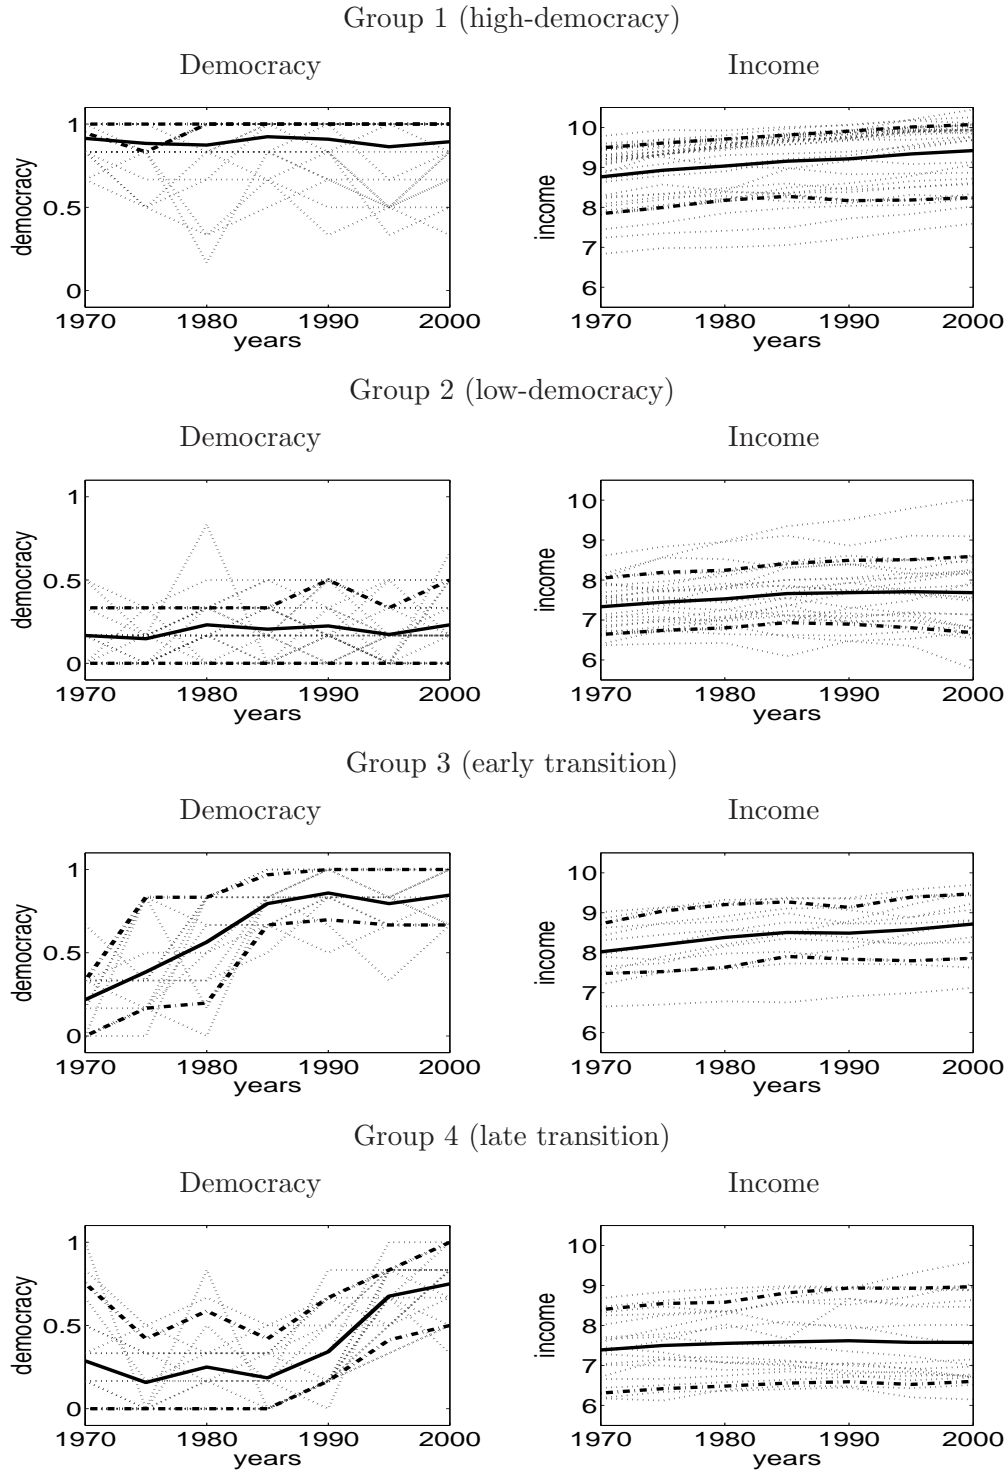 Group 1 (high-democracy)
Democracy
Income
democracy
1
0.5
0
1970 1980 1990 2000
years
income
10
9
8
7
6
1970 1980 1990 2000
years
Group 2 (low-democracy)
Democracy
Income
democracy
1
0.5
0
1970 1980 1990 2000
years
income
10
9
8
7
6
1970 1980 1990 2000
years
Group 3 (early transition)
Democracy
Income
democracy
1
0.5
0
1970 1980 1990 2000
years
income
10
9
8
7
6
1970 1980 1990 2000
years
Group 4 (late transition)
Democracy
Income
democracy
1
0.5
0
1970 1980 1990 2000
years
income
10
9
8
7
6
1970 1980 1990 2000
years